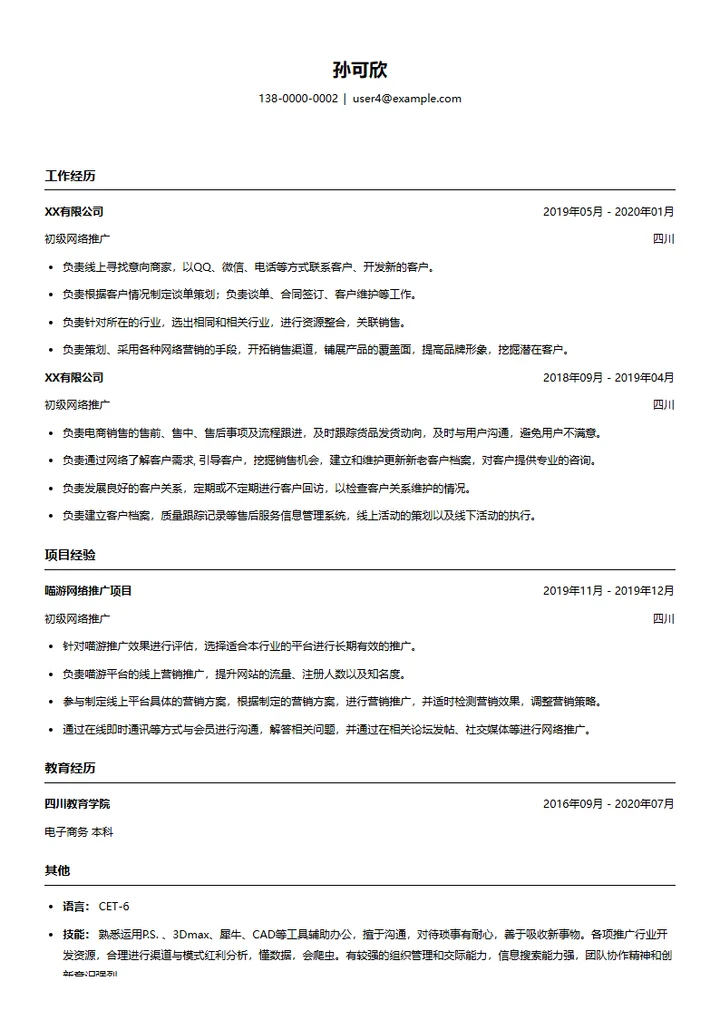 孙可欣
138-0000-0002 | user4@example.com
工作经历
XX有限公司 2019年05月 - 2020年01月
初级网络推广 四川
• 负责线上寻找意向商家，以QQ、微信、电话等方式联系客户、开发新的客户。
• 负责根据客户情况制定谈单策划；负责谈单、合同签订、客户维护等工作。
• 负责针对所在的行业，选出相同和相关行业，进行资源整合，关联销售。
• 负责策划、采用各种网络营销的手段，开拓销售渠道，铺展产品的覆盖面，提高品牌形象，挖掘潜在客户。
XX有限公司 2018年09月 - 2019年04月
初级网络推广 四川
• 负责电商销售的售前、售中、售后事项及流程跟进，及时跟踪货品发货动向，及时与用户沟通，避免用户不满意。
• 负责通过网络了解客户需求, 引导客户，挖掘销售机会，建立和维护更新新老客户档案，对客户提供专业的咨询。
• 负责发展良好的客户关系，定期或不定期进行客户回访，以检查客户关系维护的情况。
• 负责建立客户档案，质量跟踪记录等售后服务信息管理系统，线上活动的策划以及线下活动的执行。
项目经验
喵游网络推广项目 2019年11月 - 2019年12月
初级网络推广 四川
• 针对喵游推广效果进行评估，选择适合本行业的平台进行长期有效的推广。
• 负责喵游平台的线上营销推广，提升网站的流量、注册人数以及知名度。
• 参与制定线上平台具体的营销方案，根据制定的营销方案，进行营销推广，并适时检测营销效果，调整营销策略。
• 通过在线即时通讯等方式与会员进行沟通，解答相关问题，并通过在相关论坛发帖、社交媒体等进行网络推广。
教育经历
四川教育学院 2016年09月 - 2020年07月
电子商务 本科
其他
• 语言： CET-6
• 技能： 熟悉运用P.S. 、3Dmax、犀牛、CAD等工具辅助办公，擅于沟通，对待琐事有耐心，善于吸收新事物。各项推广行业开
发资源，合理进行渠道与模式红利分析，懂数据，会爬虫。有较强的组织管理和交际能力，信息搜索能力强，团队协作精神和创
新意识强烈